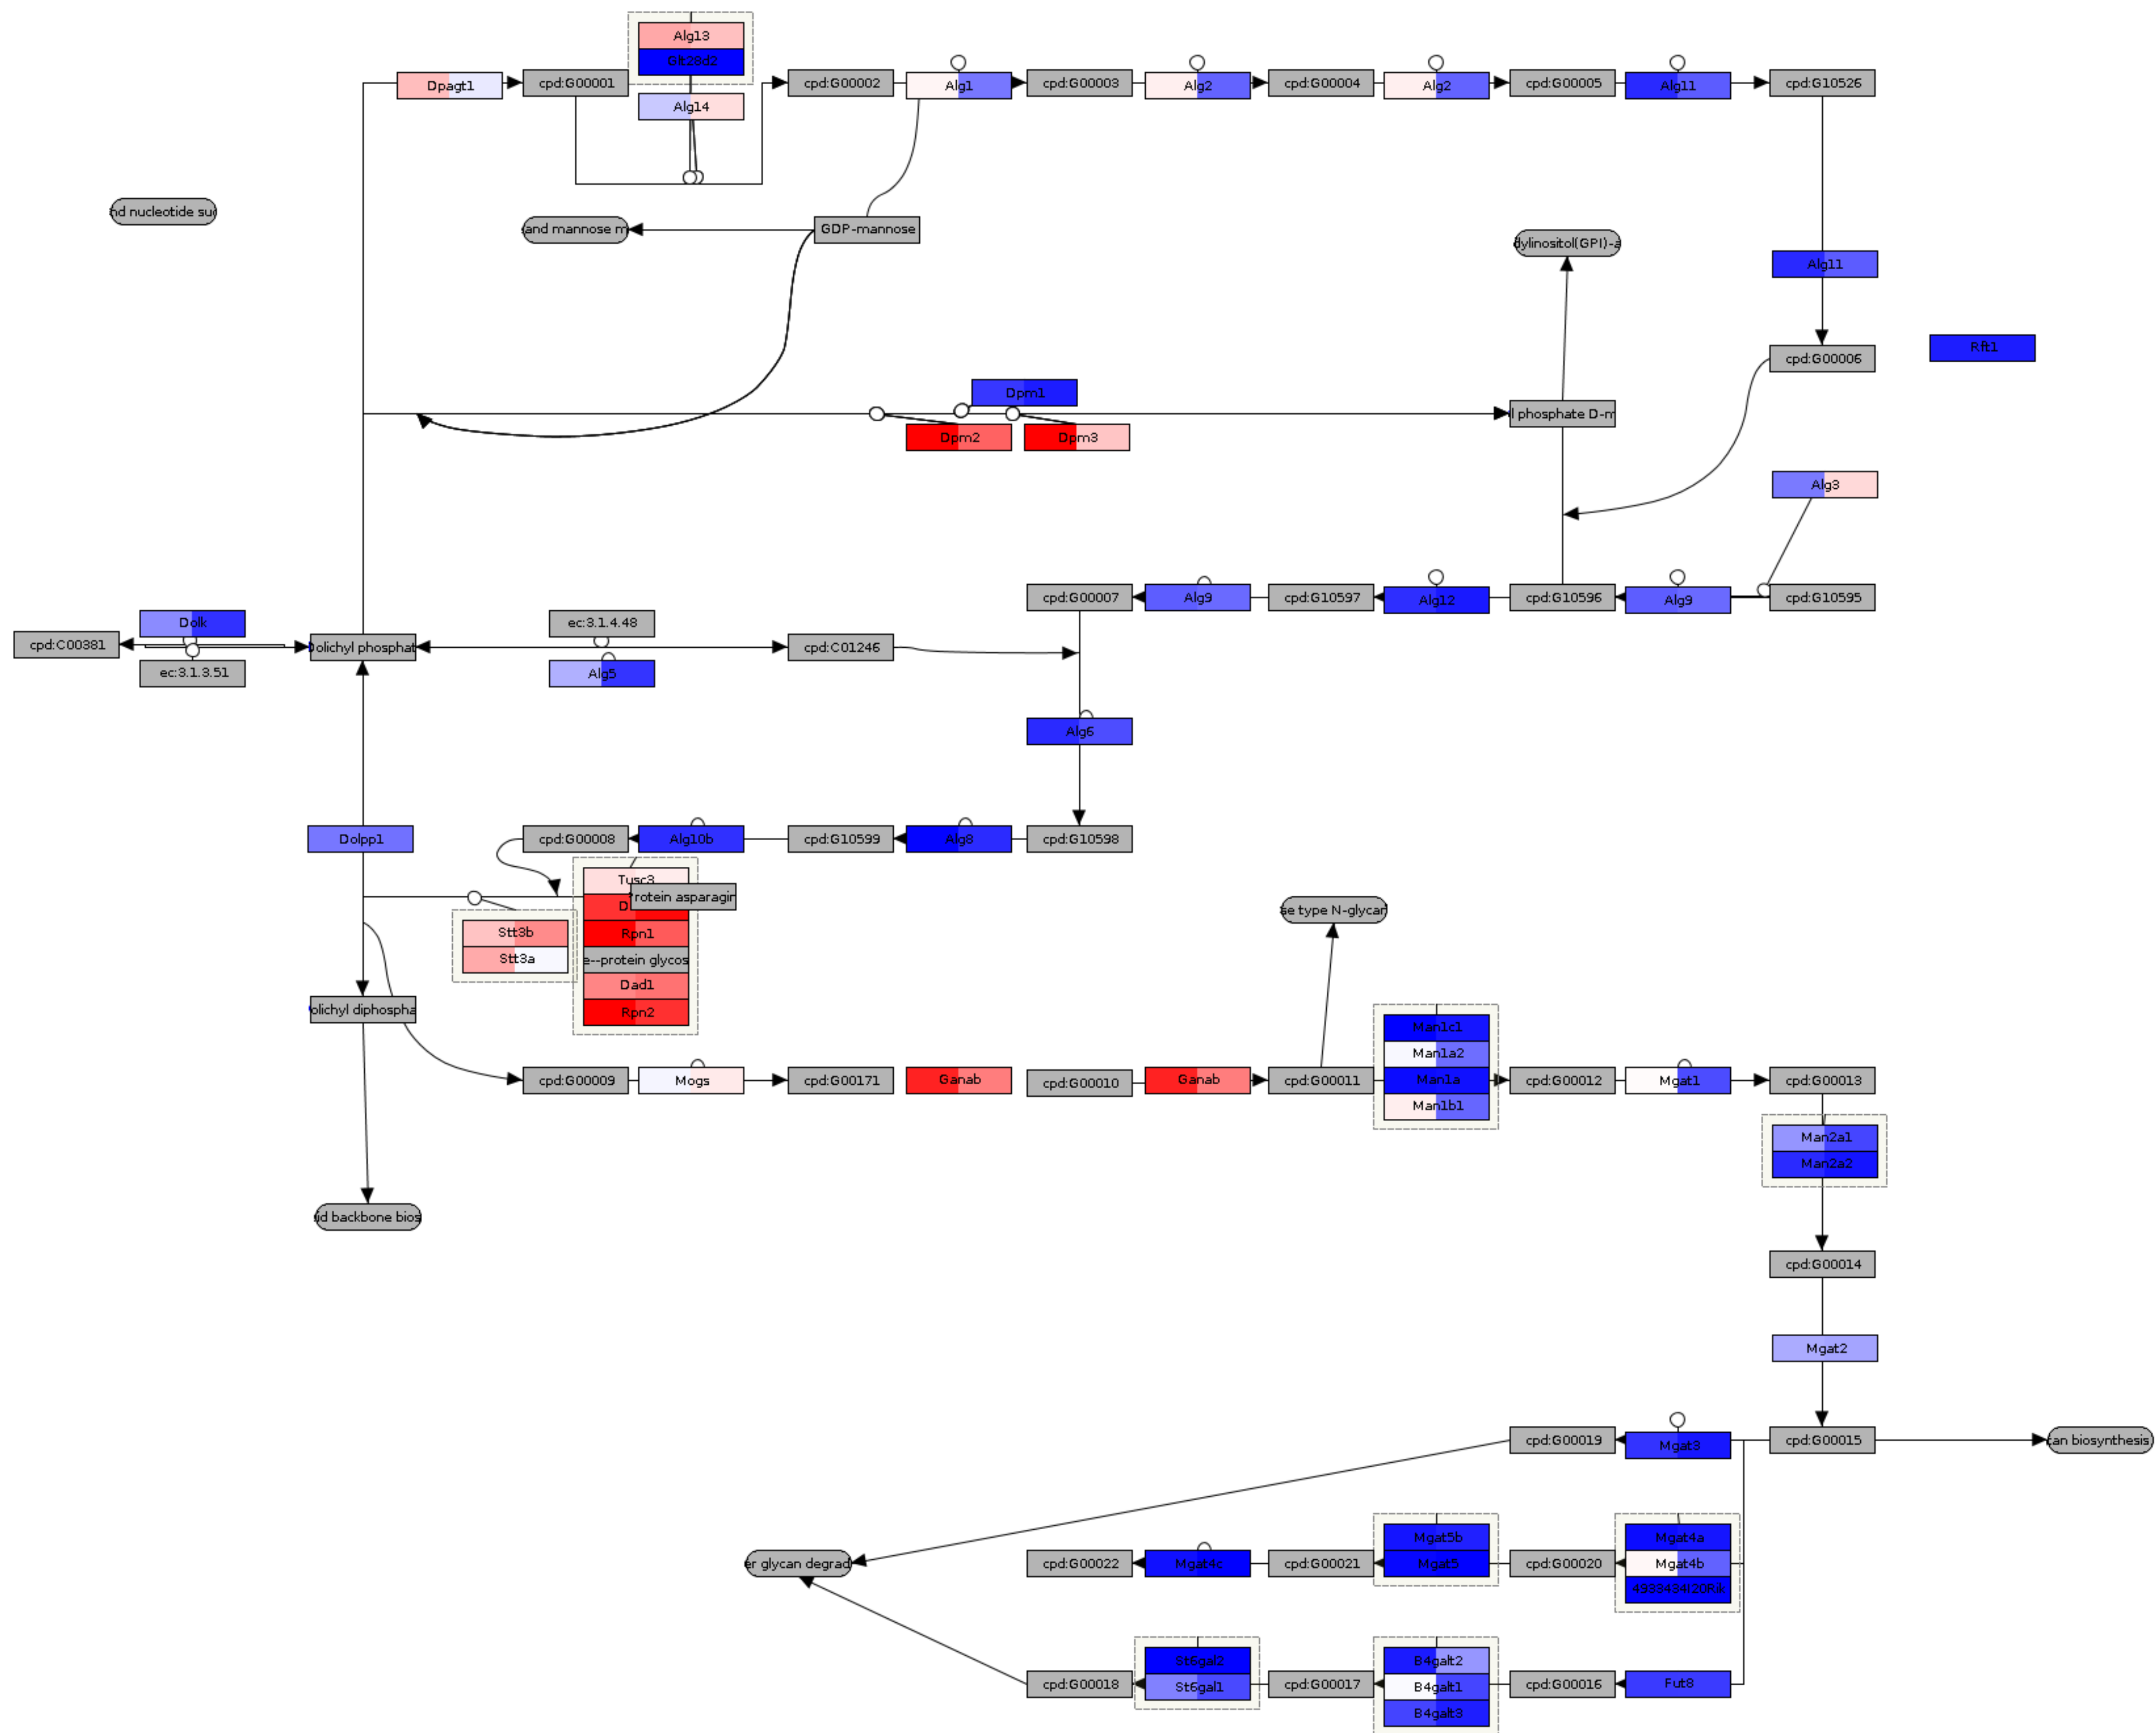 Alg13
Glt28d2
Dpagt1
cpd:G00001
cpd:G00002
Alg1
cpd:G00003
Alg2
cpd:G00004
Alg2
cpd:G00005
Alg11
cpd:G10526
Alg14
nd nucleotide su
and mannose m
GDP-mannose
dylinositol(GPI)-a
Alg11
Rft1
cpd:G00006
Dpm1
l phosphate D-m
Dpm2
Dpm3
Alg3
cpd:G00007
Alg9
cpd:G10597
Alg12
cpd:G10596
Alg9
cpd:G10595
Dolk
ec:3.1.4.48
cpd:C00381
olichyl phosphat
cpd:C01246
ec:3.1.3.51
Alg5
Alg6
Dolpp1
cpd:G00008
Alg10b
cpd:G10599
Alg8
cpd:G10598
Tusc3
D
rotein asparagin
se type N-glycan
Stt3b
Rpn1
Stt3a
e--protein glycos
Dad1
olichyl diphospha
Rpn2
Man1c1
Man1a2
cpd:G00009
Mogs
cpd:G00171
Ganab
cpd:G00010
Ganab
cpd:G00011
Man1a
cpd:G00012
Mgat1
cpd:G00013
Man1b1
Man2a1
Man2a2
id backbone bios
cpd:G00014
Mgat2
cpd:G00019
Mgat3
cpd:G00015
can biosynthesis
Mgat5b
Mgat4a
er glycan degrad
cpd:G00022
Mgat4c
cpd:G00021
Mgat5
cpd:G00020
Mgat4b
4933434I20Rik
St6gal2
B4galt2
cpd:G00018
St6gal1
cpd:G00017
B4galt1
cpd:G00016
Fut8
B4galt3